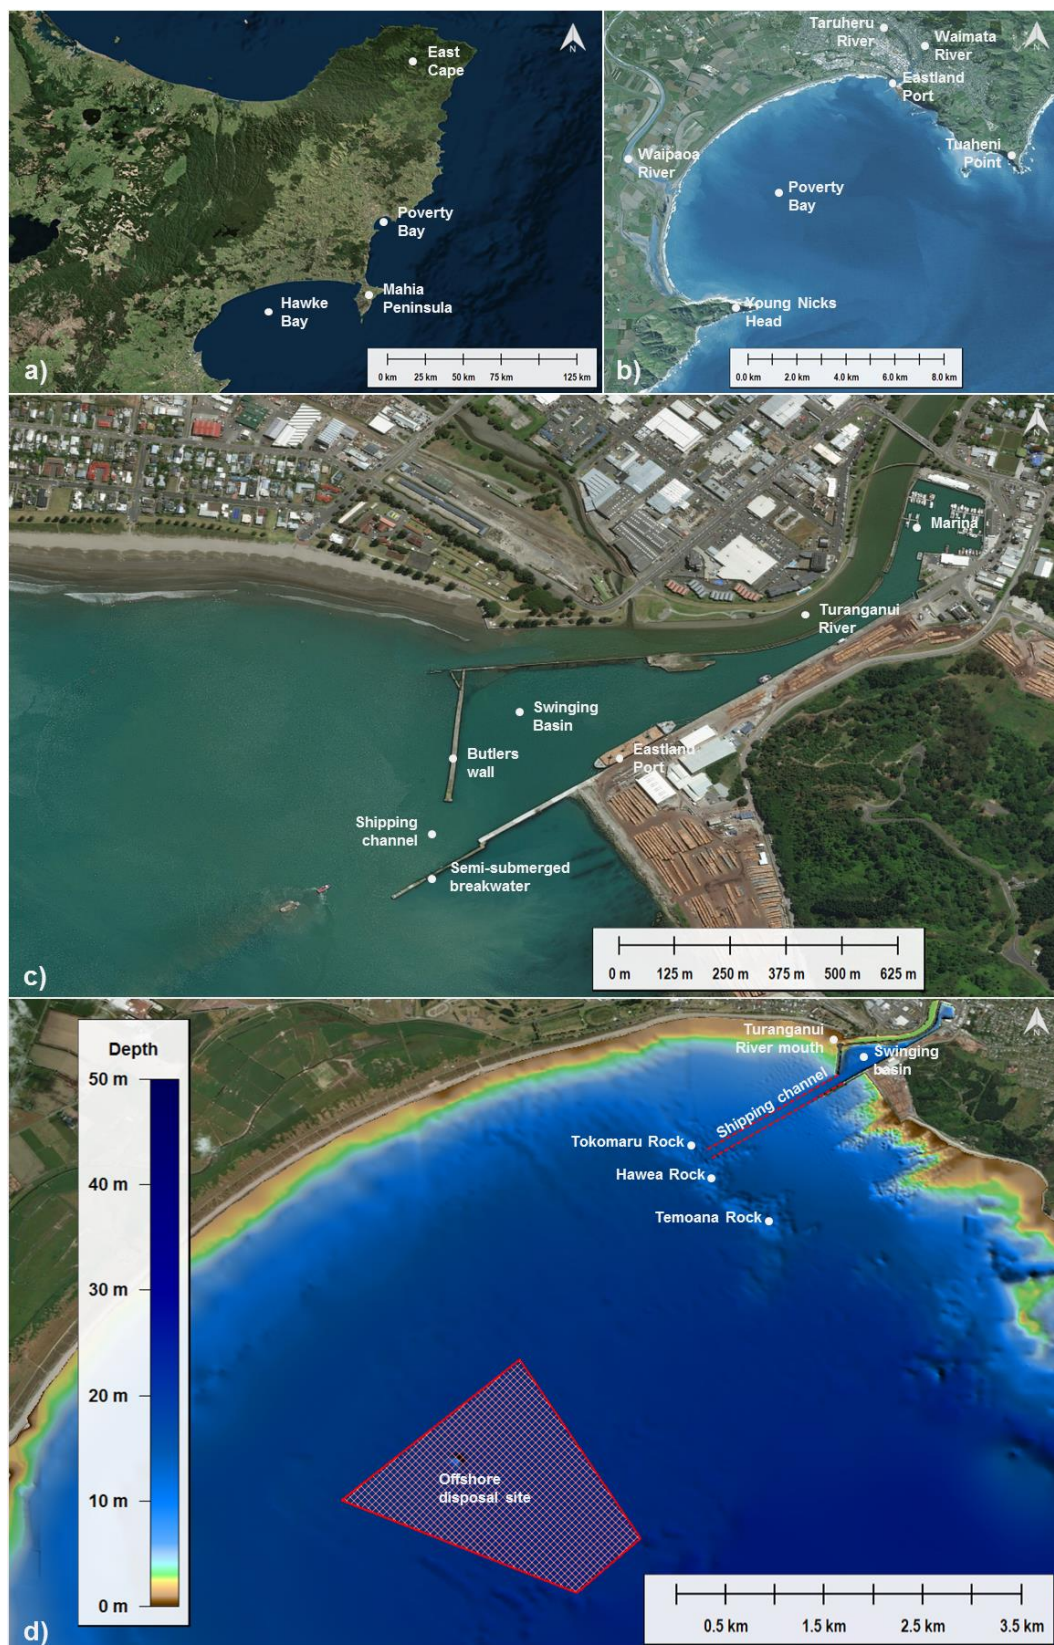 East
Cape
N
Poverty
Bay
Mahia
Peninsula
Hawke
Bay
a)
0 km 25 km 50 km 75 km 125 km
Taruheru
River
Waimata
River
N
Eastland
Port
Waipaoa
River
Tuaheni
Point
Poverty
Bay
Young Nicks
Head
b)
0.0 km 2.0 km 4.0 km 6.0 km 8.0 km
N
Marina
Turanganui
River
Swinging
Basin
Butlers
wall
Eastland
Port
Shipping
channel
Semi-submerged
breakwater
c)
0 m 125 m 250 m 375 m 500 m 625 m
N
Depth
50 m
40 m
30 m
20 m
10 m
0 m
Turanganui
River mouth
Swinging
basin
Shipping channel
Tokomaru Rock
Hawea Rock
Temoana Rock
Offshore
disposal site
d)
0.5 km 1.5 km 2.5 km 3.5 km